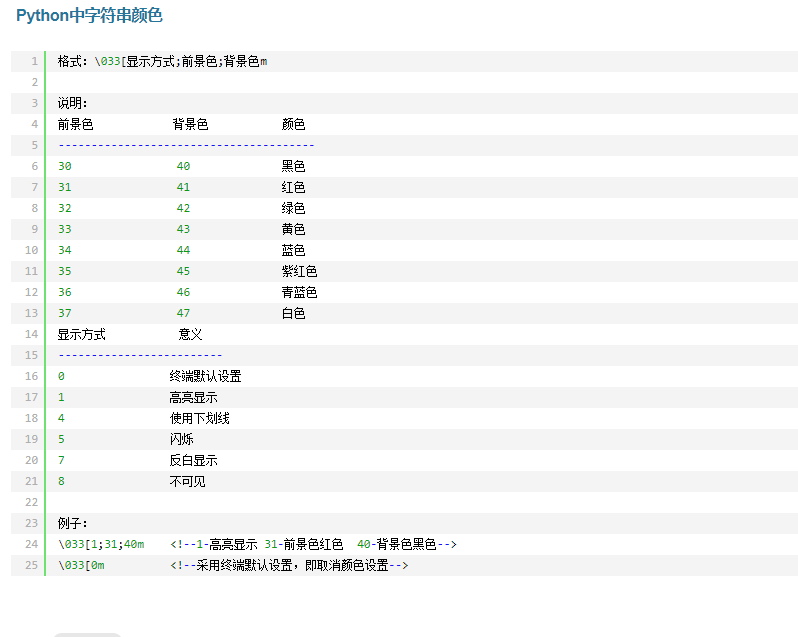 Python中字符串颜色
1 格式：\033[显示方式;前景色;背景色m
2
3 说明：
4 前景色 背景色 颜色
5 ---------------------------------------
6 30 40 黑色
7 31 41 红色
8 32 42 绿色
9 33 43 黄色
10 34 44 蓝色
11 35 45 紫红色
12 36 46 青蓝色
13 37 47 白色
14 显示方式 意义
15 -------------------------
16 0 终端默认设置
17 1 高亮显示
18 4 使用下划线
19 5 闪烁
20 7 反白显示
21 8 不可见
22
23 例子：
24 \033[1;31;40m <!--1-高亮显示 31-前景色红色 40-背景色黑色-->
25 \033[0m <!--采用终端默认设置，即取消颜色设置-->